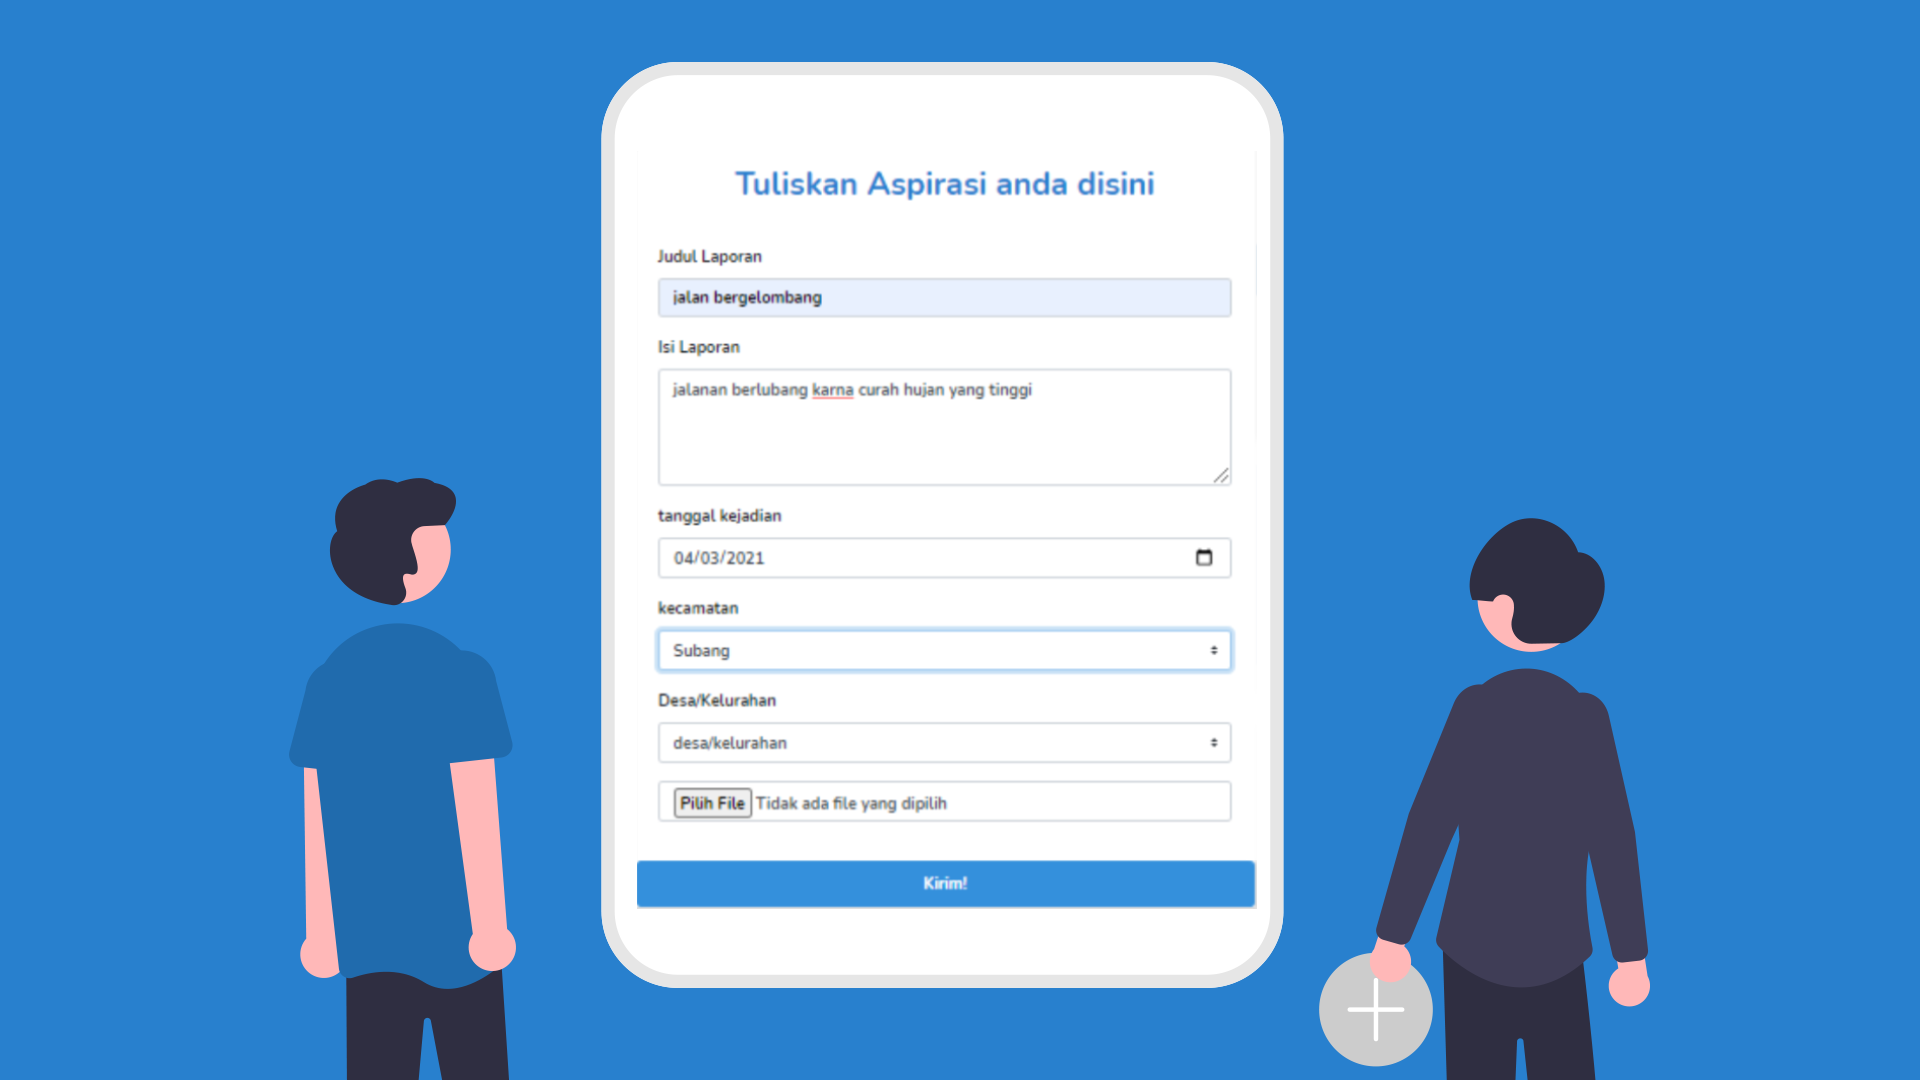 Tuliskan Aspirasi anda disini
Judul Laporan
jalan bergelombang
Isi Laporan
jalanan berlubang karna curah hujan yang tinggi
tanggal kejadian
04/03/2021
kecamatan
Subang
Desa/Kelurahan
desa/kelurahan
Pilih File Tidak ada file yang dipilih
Kirim!